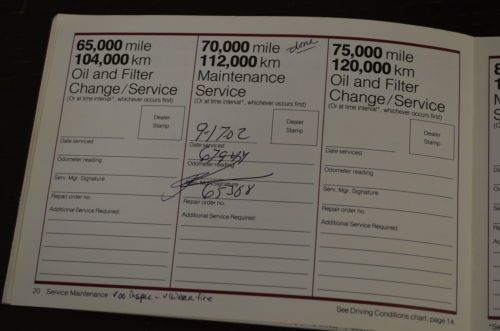 65,000 mile
104,000 km
Oil and Filter
Change/Service
(Or at time interval*, whichever occurs first)
Dealer
Stamp
Date serviced
Odometer reading
Serv. Mgr. Signature
Repair order no.
Additional Service Required:
70,000 mile done
112,000 km
Maintenance
Service
(Or at time interval*, whichever occurs first)
Dealer
Stamp
9-17-02
Date serviced
Odometer reading
Mgr. Signature
65368
Repair order no.
Additional Service Required:
75,000 mile
120,000 km
Oil and Filter
Change/Service
(Or at time interval*, whichever occurs first)
Dealer
Stamp
Date serviced
Odometer reading
Serv. Mgr. Signature
Repair order no.
Additional Service Required:
20 Service Maintenance
See Driving Conditions chart, page 14.